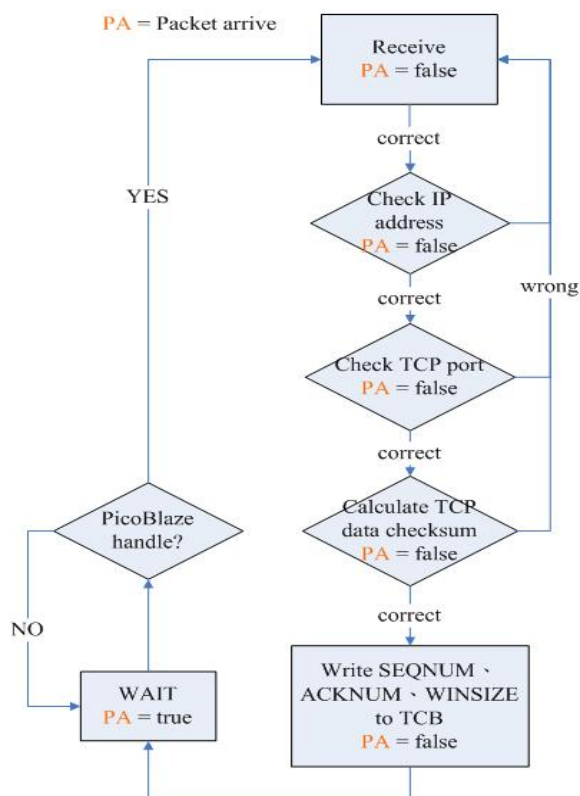 PA = Packet arrive
Receive
PA = false
correct
YES
Check IP
address
PA = false
wrong
correct
Check TCP port
PA = false
correct
PicoBlaze
handle?
Calculate TCP
data checksum
PA = false
correct
NO
WAIT
PA = true
Write SEQNUM、
ACKNUM、WINSIZE
to TCB
PA = false